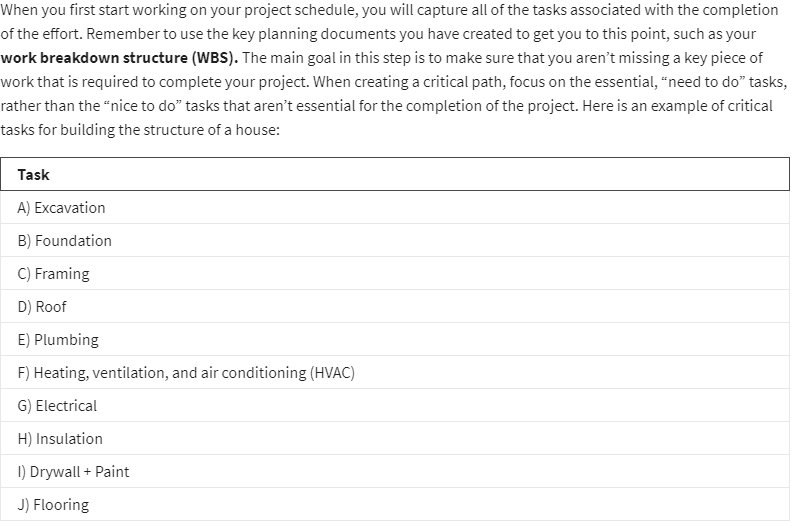 When you first start working on your project schedule, you will capture all of the tasks associated with the completion
of the effort. Remember to use the key planning documents you have created to get you to this point, such as your
work breakdown structure (WBS). The main goal in this step is to make sure that you aren't missing a key piece of
work that is required to complete your project. When creating a critical path, focus on the essential, “need to do” tasks,
rather than the “nice to do” tasks that aren't essential for the completion of the project. Here is an example of critical
tasks for building the structure of a house:
Task
A) Excavation
B) Foundation
C) Framing
D) Roof
E) Plumbing
F) Heating, ventilation, and air conditioning (HVAC)
G) Electrical
H) Insulation
I) Drywall + Paint
J) Flooring